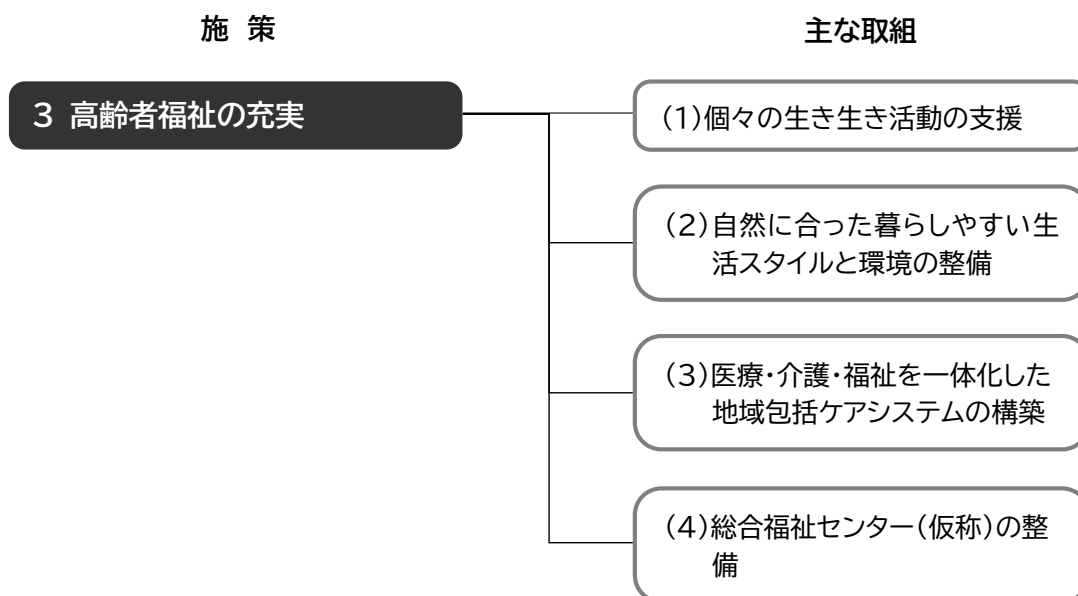 施 策
主な取組
3 高齢者福祉の充実
(1)個々の生き生き活動の支援
(2)自然に合った暮らしやすい生
活スタイルと環境の整備
(3)医療・介護・福祉を一体化した
地域包括ケアシステムの構築
(4)総合福祉センター(仮称)の整
備